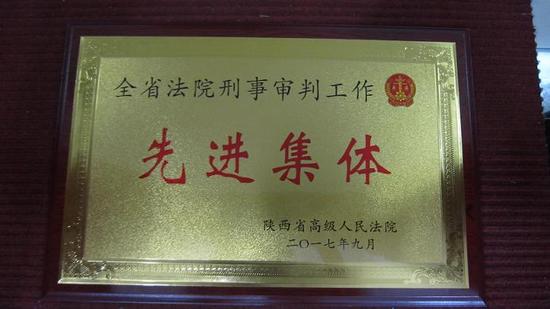 全省法院刑事审判工作
先进集体
陕西省高级人民法院
二〇一七年九月